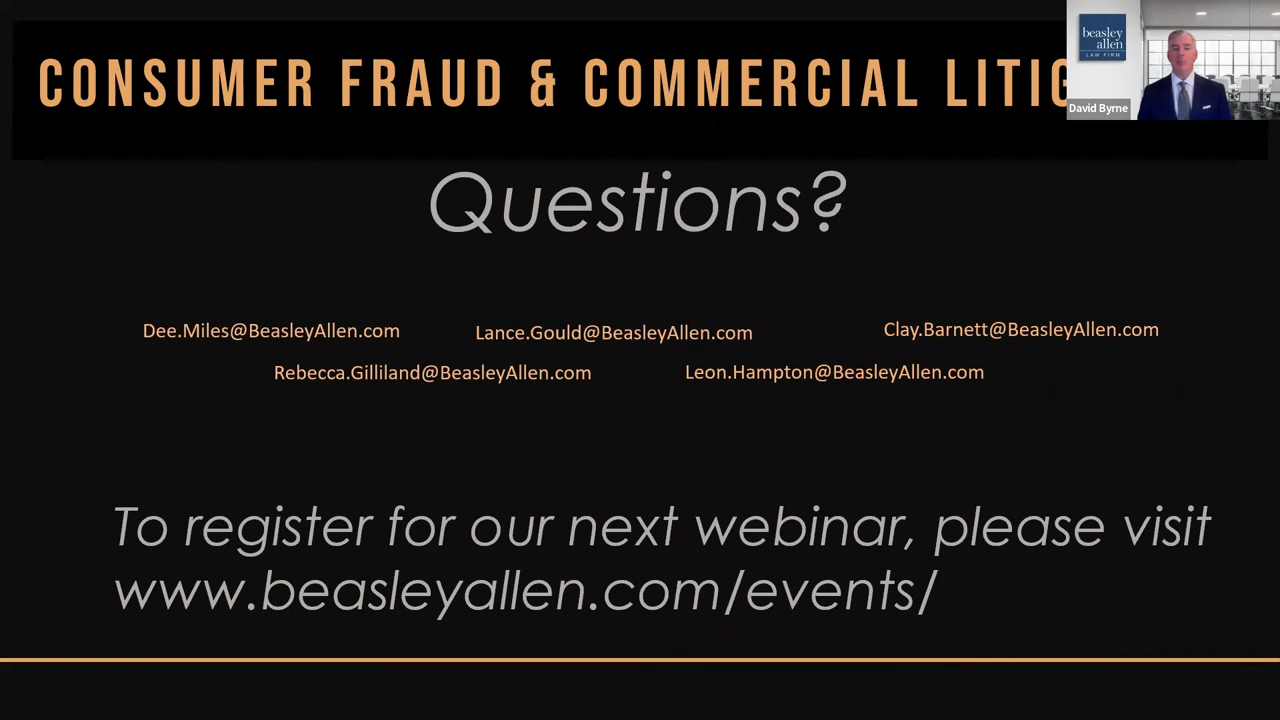 CONSUMER FRAUD & COMMERCIAL LITIG
beasley
allen
LAW FIRM
David Byrne
Questions?
Dee.Miles@BeasleyAllen.com Lance.Gould@BeasleyAllen.com Clay.Barnett@BeasleyAllen.com
Rebecca.Gilliland@BeasleyAllen.com Leon.Hampton@BeasleyAllen.com
To register for our next webinar, please visit
www.beasleyallen.com/events/